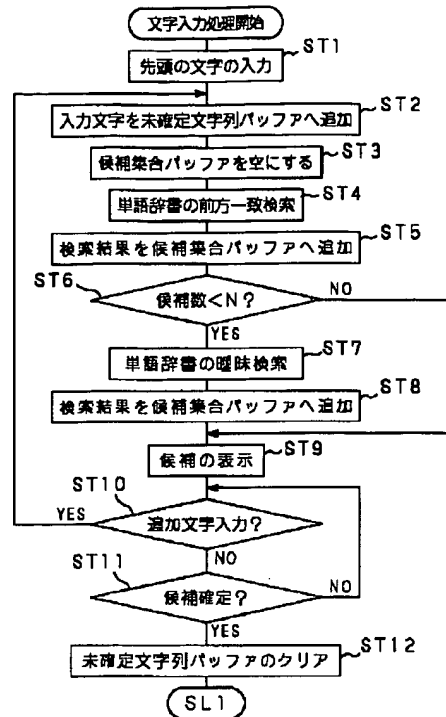 文字入力処理開始
ST1
先頭の文字の入力
ST2
入力文字を未確定文字列バッファへ追加
ST3
候補集合バッファを空にする
ST4
単語辞書の前方一致検索
ST5
検索結果を候補集合バッファへ追加
ST6
候補数<N?
NO
YES
ST7
単語辞書の曖昧検索
ST8
検索結果を候補集合バッファへ追加
ST9
候補の表示
ST10
YES
追加文字入力?
NO
ST11
候補確定?
NO
YES
ST12
未確定文字列バッファのクリア
SL1